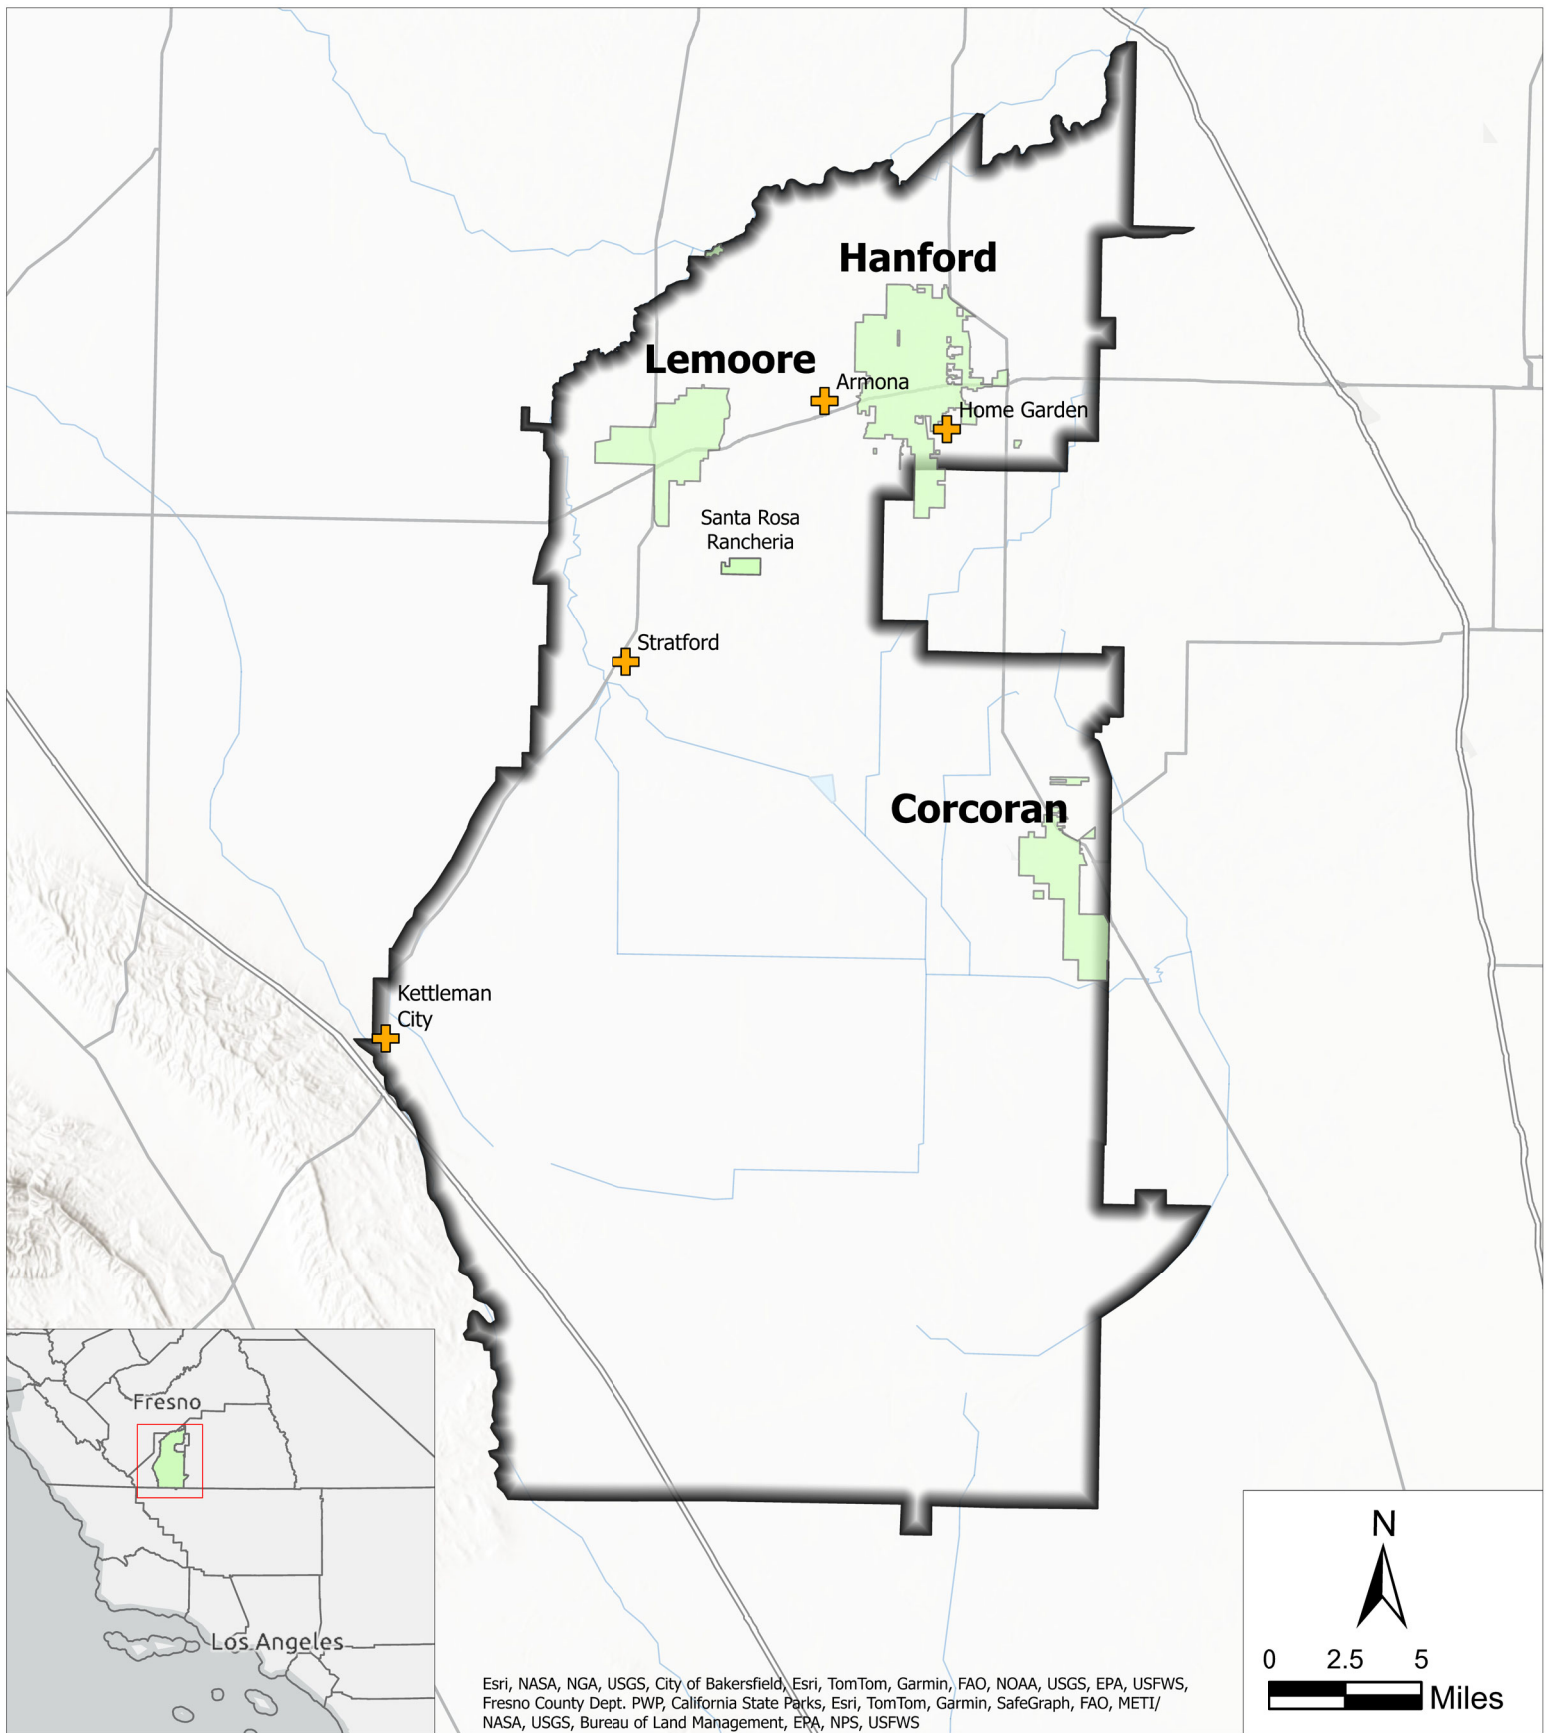 Hanford
Lemoore
Armona
Home Garden
Santa Rosa
Rancheria
Stratford
Corcoran
Kettleman
City
Fresno
Los Angeles
N
0 2.5 5
Miles
Esri, NASA, NGA, USGS, City of Bakersfield, Esri, TomTom, Garmin, FAO, NOAA, USGS, EPA, USFWS,
Fresno County Dept. PWP, California State Parks, Esri, TomTom, Garmin, SafeGraph, FAO, METI/
NASA, USGS, Bureau of Land Management, EPA, NPS, USFWS